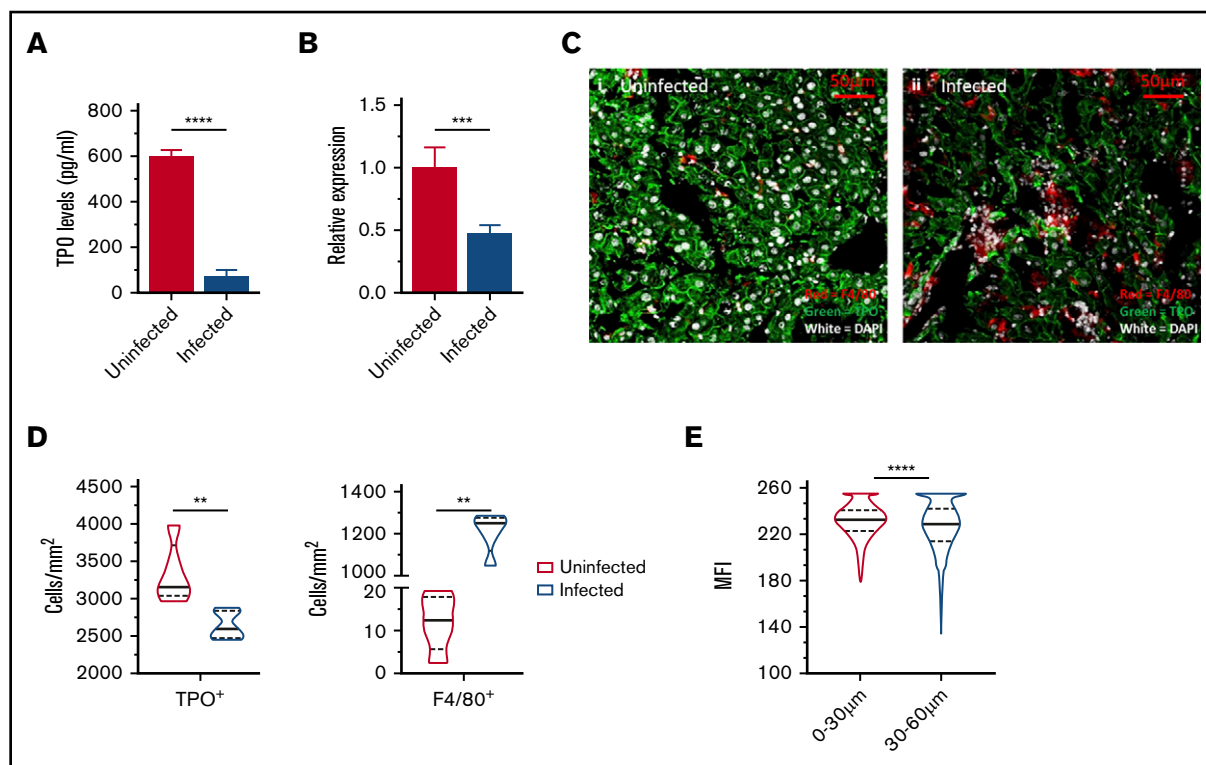 A
TPO levels (pg/ml)
800
600
400
200
0
****
Uninfected
Infected
B
Relative expression
1.5
1.0
0.5
0.0
***
Uninfected
Infected
C
i Uninfected
50µm
Red = F4/80
Green = TPO
White = DAPI
ii Infected
50µm
Red = F4/80
Green = TPO
White = DAPI
D
Cells/mm²
4500
4000
3500
3000
2500
2000
**
TPO⁺
Cells/mm²
1400
1200
1000
20
10
0
**
F4/80⁺
Uninfected
Infected
E
MFI
260
220
180
140
100
****
0-30µm
30-60µm